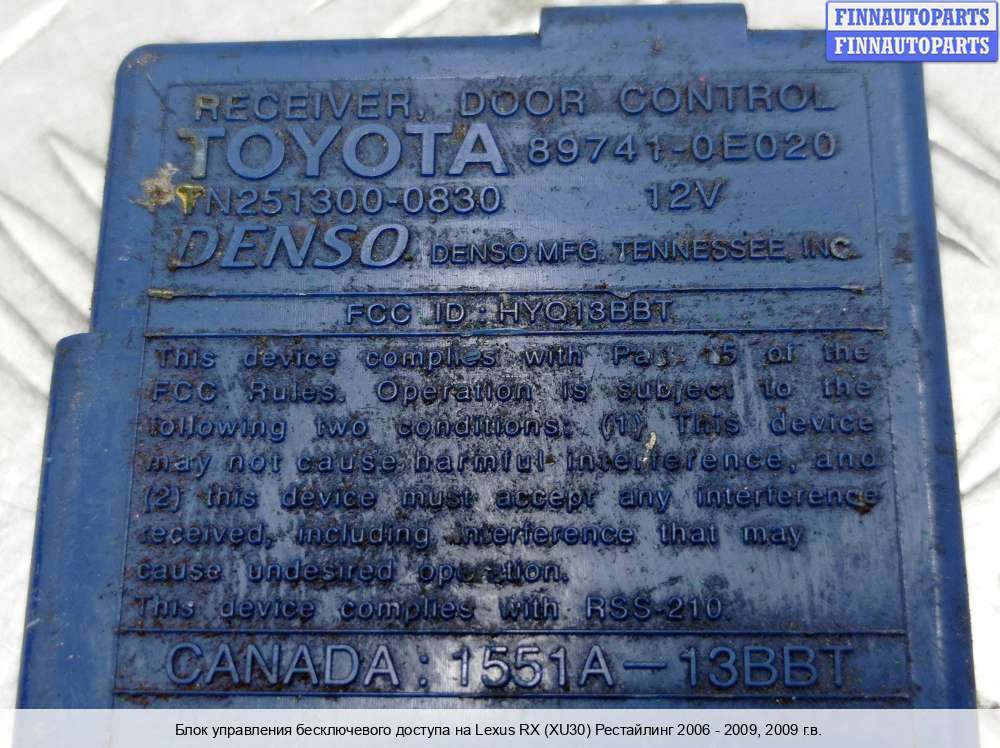 FINNAUTOPARTS
FINNAUTOPARTS
RECEIVER, DOOR CONTROL
TOYOTA 89741-0E020
TN251300-0830 12V
DENSO DENSO MFG. TENNESSEE, INC.
FCC ID : HYQ13BBT
This device complies with Part 15 of the
FCC Rules. Operation is subject to the
following two conditions: (1) This device
may not cause harmful interference, and
(2) this device must accept any interference
received, including interference that may
cause undesired operation.
This device complies with RSS-210.
CANADA : 1551A-13BBT
Блок управления бесключевого доступа на Lexus RX (XU30) Рестайлинг 2006 - 2009, 2009 г.в.